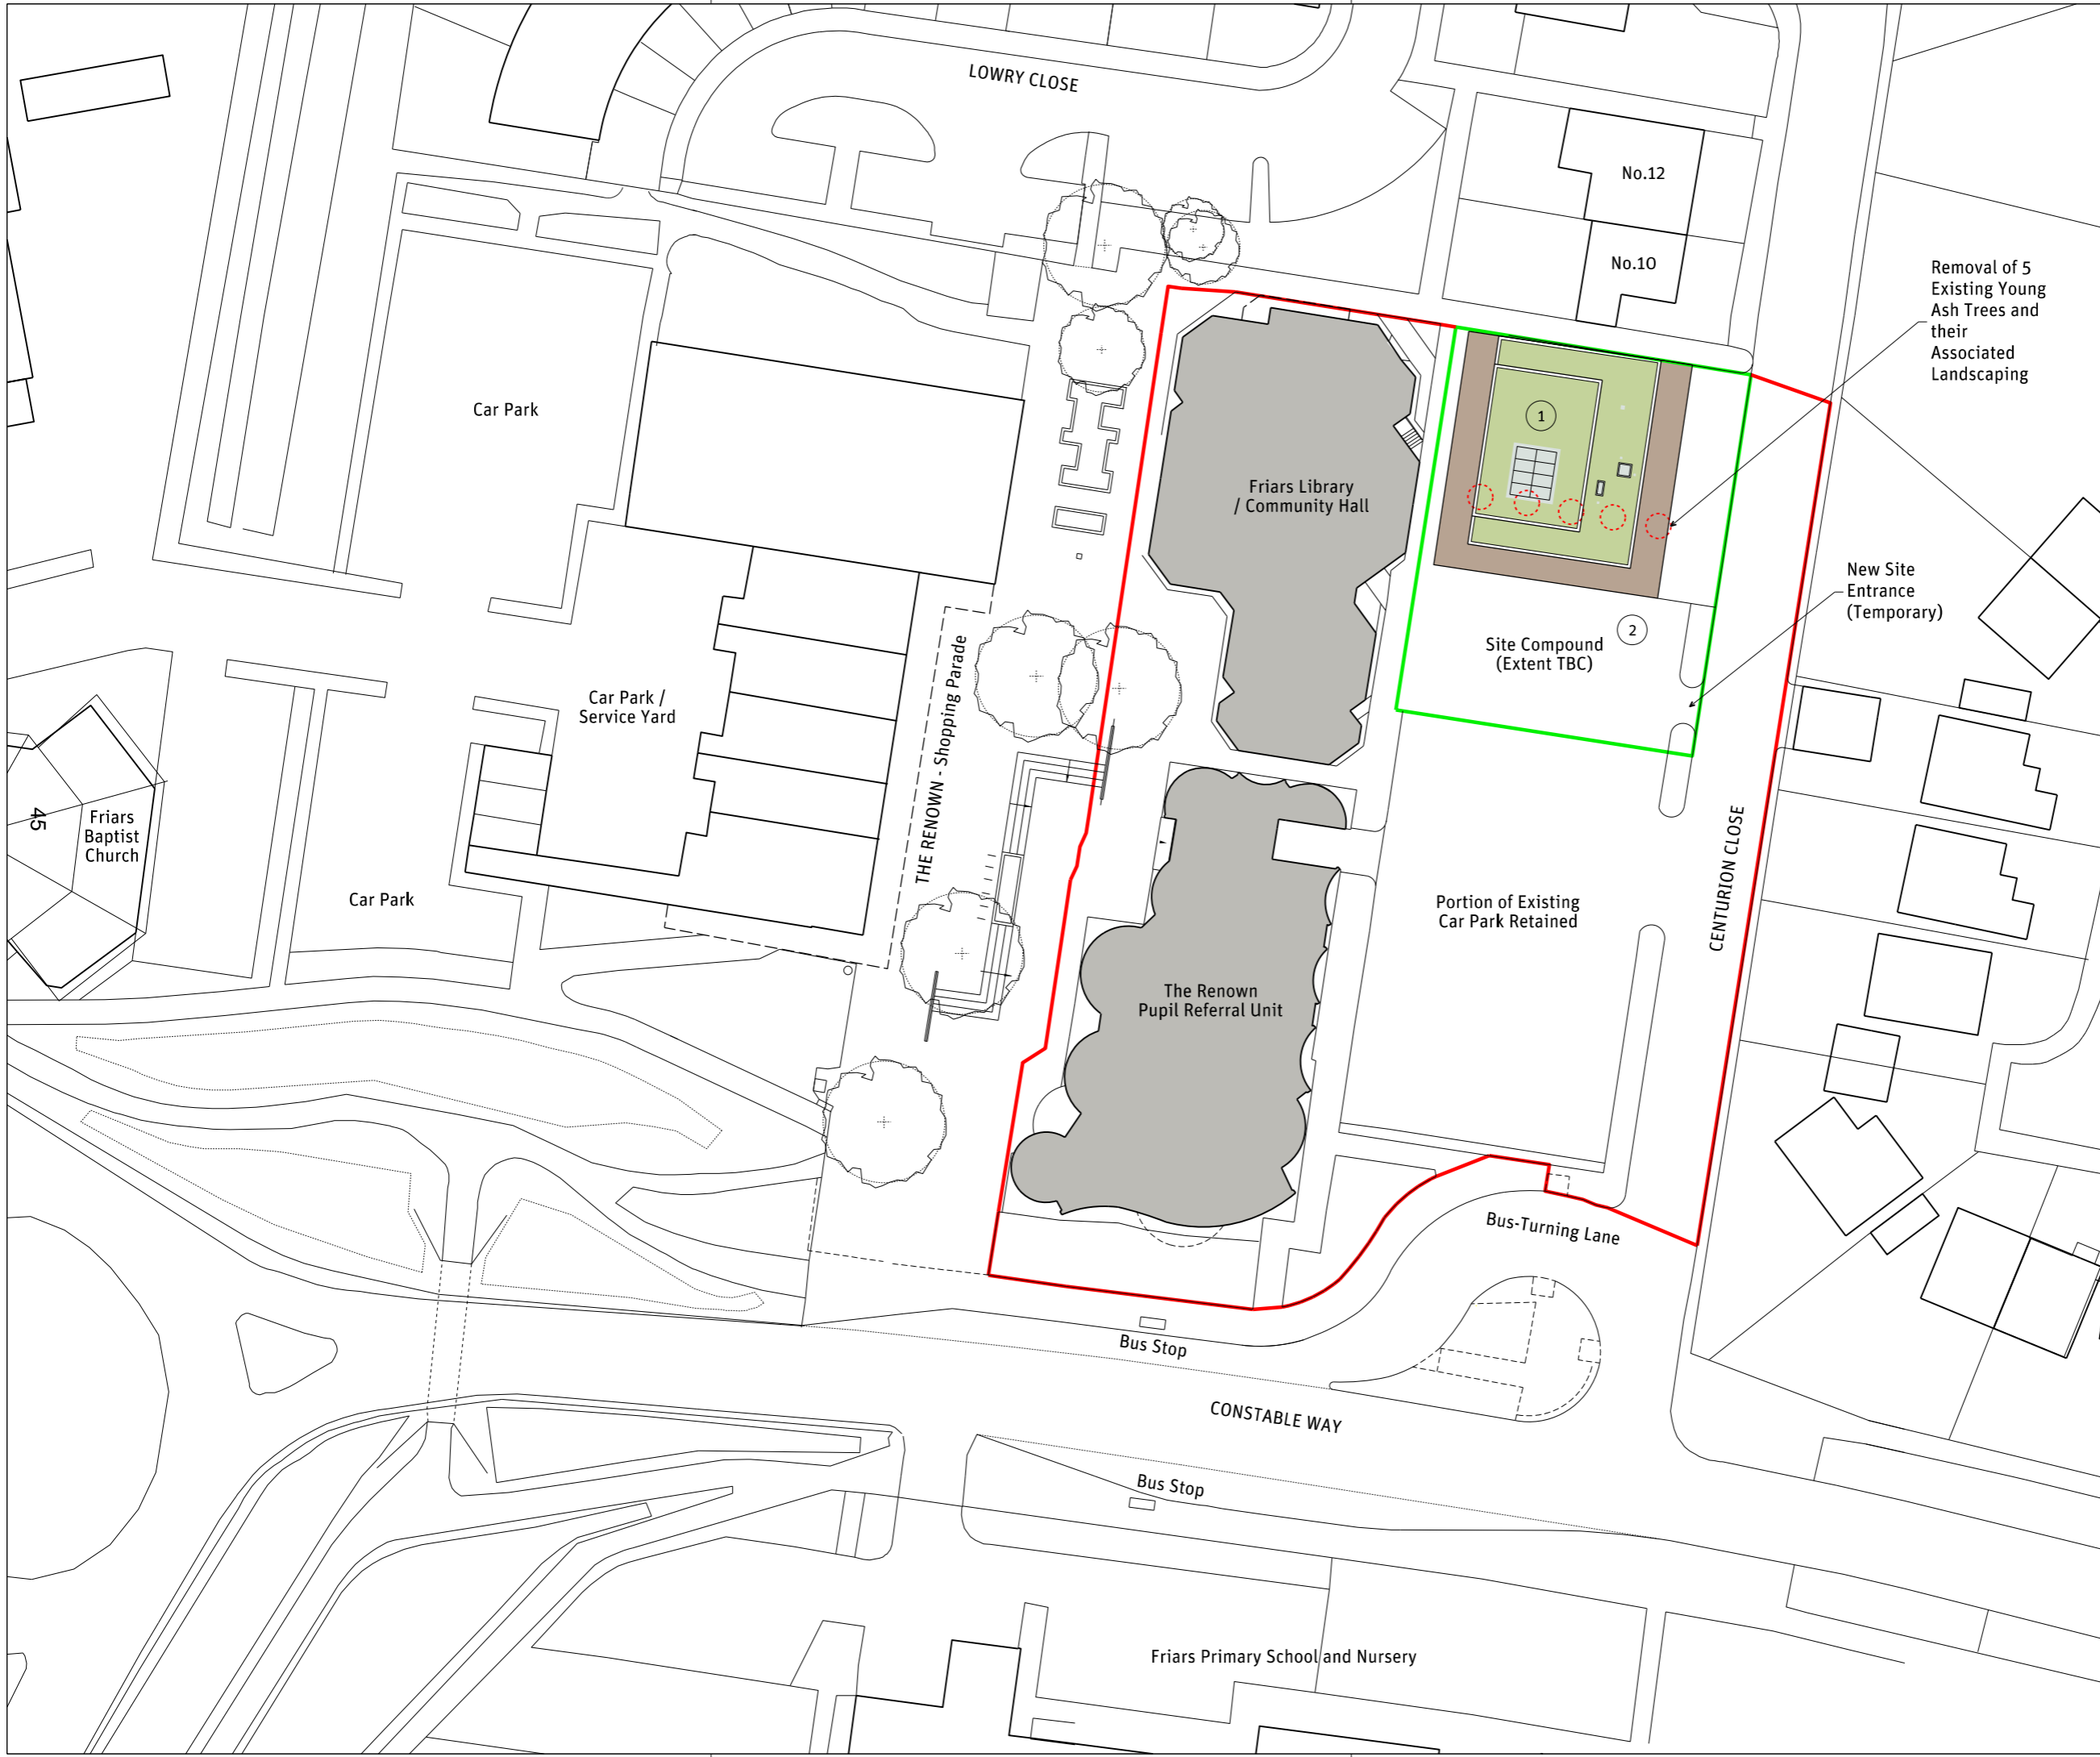 LOWRY CLOSE
No.12
No.10
Removal of 5
Existing Young
Ash Trees and
their
Associated
Landscaping
Car Park
1
Friars Library
/ Community Hall
New Site
Entrance
(Temporary)
2
Site Compound
(Extent TBC)
THE RENOWN - Shopping Parade
Car Park /
Service Yard
45
Friars
Baptist
Church
Car Park
CENTURION CLOSE
Portion of Existing
Car Park Retained
The Renown
Pupil Referral Unit
Bus-Turning Lane
Bus Stop
CONSTABLE WAY
Bus Stop
Friars Primary School and Nursery